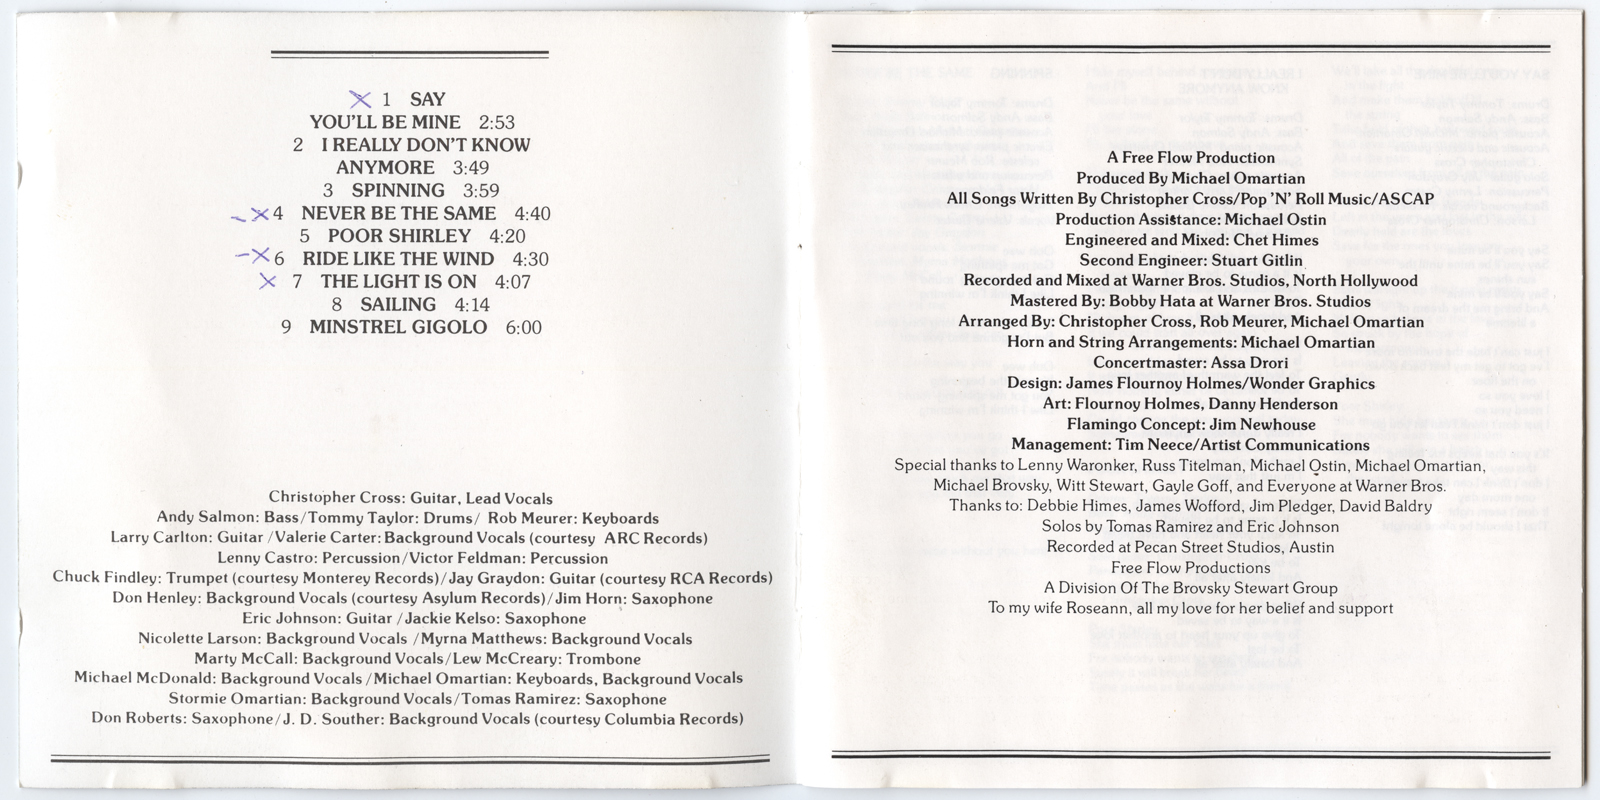 1 SAY
YOU'LL BE MINE 2:53
2 I REALLY DON'T KNOW
ANYMORE 3:49
3 SPINNING 3:59
4 NEVER BE THE SAME 4:40
5 POOR SHIRLEY 4:20
6 RIDE LIKE THE WIND 4:30
7 THE LIGHT IS ON 4:07
8 SAILING 4:14
9 MINSTREL GIGOLO 6:00
Christopher Cross: Guitar, Lead Vocals
Andy Salmon: Bass/Tommy Taylor: Drums/ Rob Meurer: Keyboards
Larry Carlton: Guitar /Valerie Carter: Background Vocals (courtesy ARC Records)
Lenny Castro: Percussion/Victor Feldman: Percussion
Chuck Findley: Trumpet (courtesy Monterey Records)/Jay Graydon: Guitar (courtesy RCA Records)
Don Henley: Background Vocals (courtesy Asylum Records)/Jim Horn: Saxophone
Eric Johnson: Guitar /Jackie Kelso: Saxophone
Nicolette Larson: Background Vocals /Myrna Matthews: Background Vocals
Marty McCall: Background Vocals/Lew McCreary: Trombone
Michael McDonald: Background Vocals /Michael Omartian: Keyboards, Background Vocals
Stormie Omartian: Background Vocals/Tomas Ramirez: Saxophone
Don Roberts: Saxophone/J. D. Souther: Background Vocals (courtesy Columbia Records)
A Free Flow Production
Produced By Michael Omartian
All Songs Written By Christopher Cross/Pop 'N' Roll Music/ASCAP
Production Assistance: Michael Ostin
Engineered and Mixed: Chet Himes
Second Engineer: Stuart Gitlin
Recorded and Mixed at Warner Bros. Studios, North Hollywood
Mastered By: Bobby Hata at Warner Bros. Studios
Arranged By: Christopher Cross, Rob Meurer, Michael Omartian
Horn and String Arrangements: Michael Omartian
Concertmaster: Assa Drori
Design: James Flournoy Holmes/Wonder Graphics
Art: Flournoy Holmes, Danny Henderson
Flamingo Concept: Jim Newhouse
Management: Tim Neece/Artist Communications
Special thanks to Lenny Waronker, Russ Titelman, Michael Ostin, Michael Omartian,
Michael Brovsky, Witt Stewart, Gayle Goff, and Everyone at Warner Bros.
Thanks to: Debbie Himes, James Wofford, Jim Pledger, David Baldry
Solos by Tomas Ramirez and Eric Johnson
Recorded at Pecan Street Studios, Austin
Free Flow Productions
A Division Of The Brovsky Stewart Group
To my wife Roseann, all my love for her belief and support